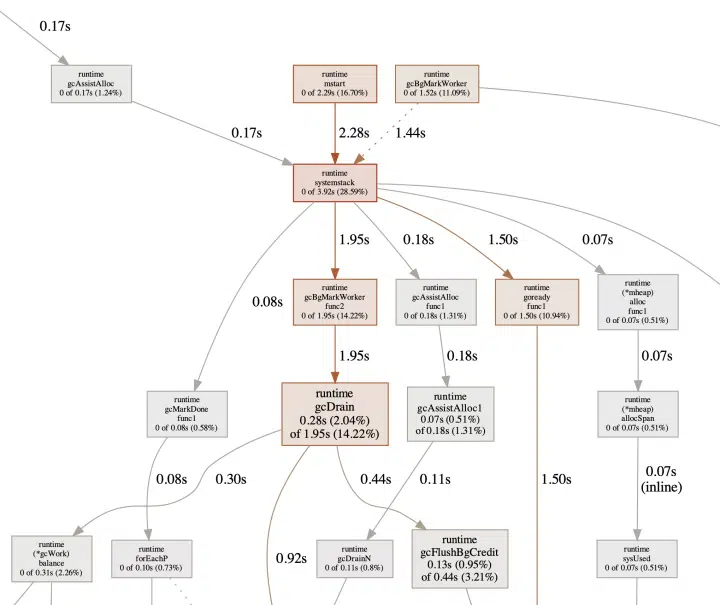 0.17s
runtime
gcAssistAlloc
0 of 0.17s (1.24%)
runtime
mstart
0 of 2.29s (16.70%)
runtime
gcBgMarkWorker
0 of 1.52s (11.09%)
0.17s
2.28s
1.44s
runtime
systemstack
0 of 3.92s (28.59%)
1.95s
0.18s
1.50s
0.07s
0.08s
runtime
gcBgMarkWorker
func2
0 of 1.95s (14.22%)
runtime
gcAssistAlloc
func1
0 of 0.18s (1.31%)
runtime
goready
func1
0 of 1.50s (10.94%)
runtime
(*mheap)
alloc
func1
0 of 0.07s (0.51%)
1.95s
0.18s
0.07s
runtime
gcMarkDone
func1
0 of 0.08s (0.58%)
runtime
gcDrain
0.28s (2.04%)
of 1.95s (14.22%)
runtime
gcAssistAlloc1
0.07s (0.51%)
of 0.18s (1.31%)
runtime
(*mheap)
allocSpan
0 of 0.07s (0.51%)
0.08s
0.30s
0.44s
0.11s
1.50s
0.07s
(inline)
runtime
(*gcWork)
balance
0 of 0.31s (2.26%)
runtime
forEachP
0 of 0.10s (0.73%)
0.92s
runtime
gcDrainN
0 of 0.11s (0.8%)
runtime
gcFlushBgCredit
0.13s (0.95%)
of 0.44s (3.21%)
runtime
sysUsed
0 of 0.07s (0.51%)